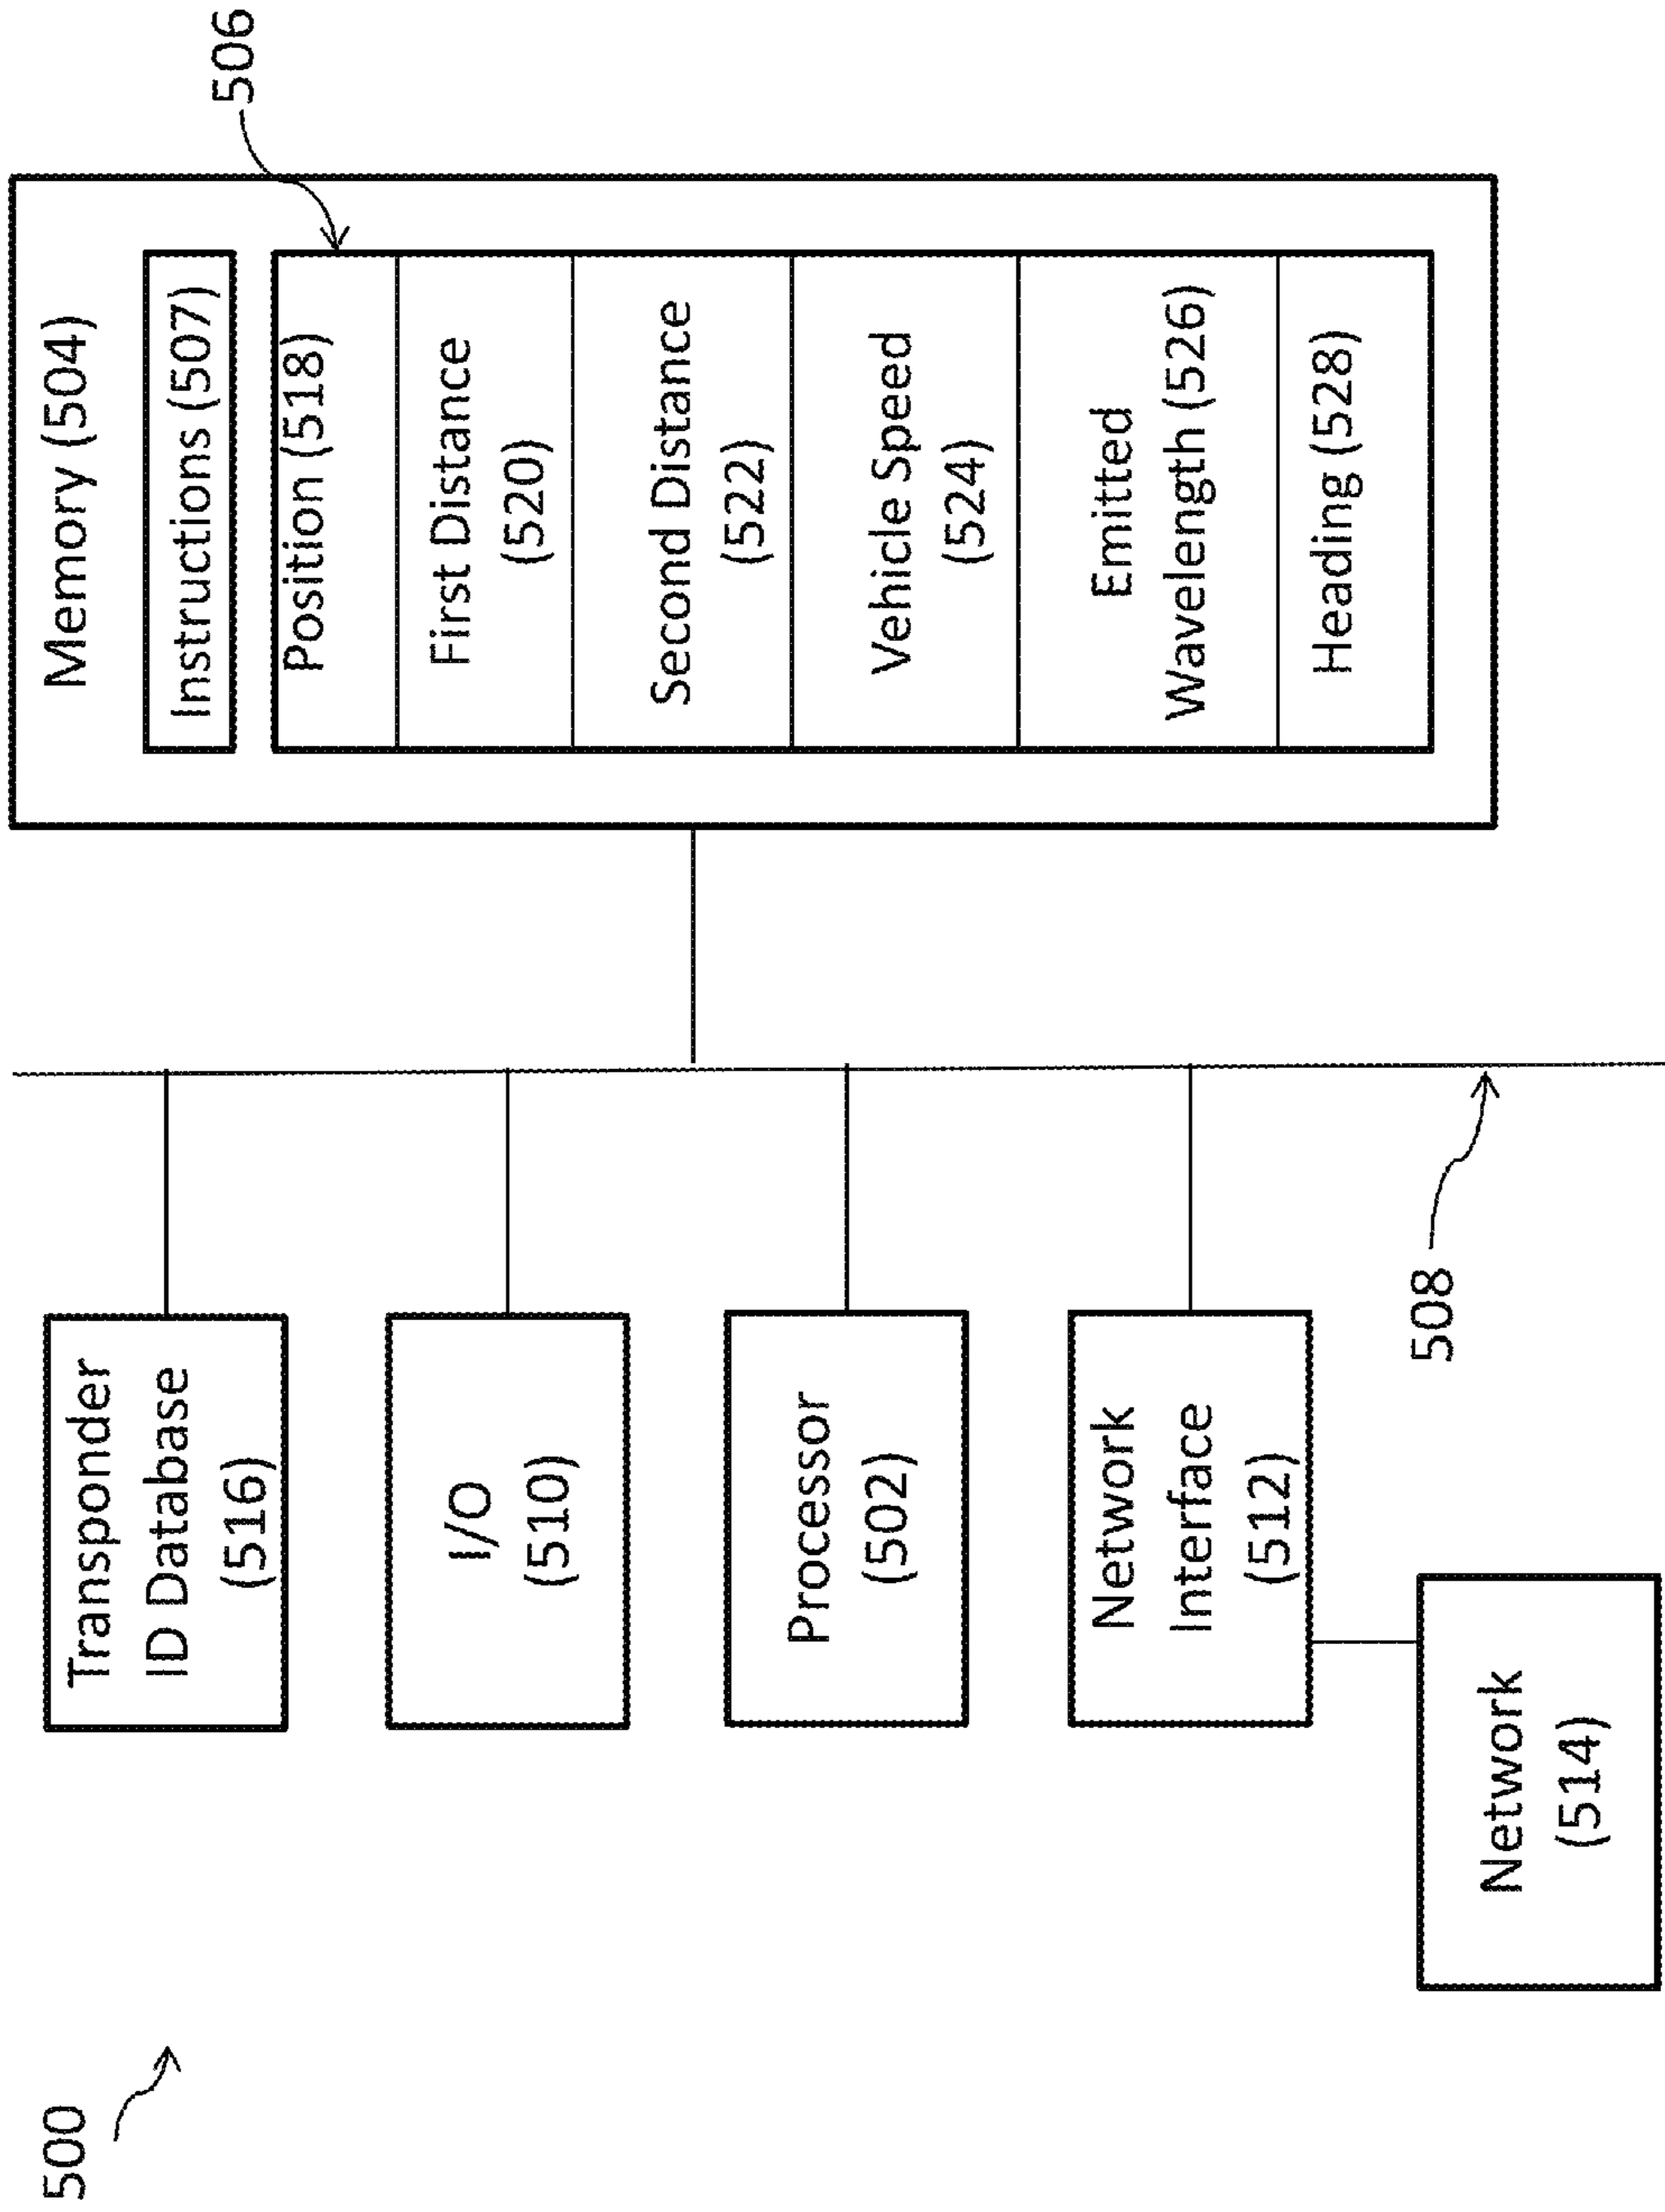 500
Transponder
ID Database
(516)
I/O
(510)
Processor
(502)
Network
Interface
(512)
Network
(514)
508
Memory (504)
Instructions (507)
506
Position (518)
First Distance
(520)
Second Distance
(522)
Vehicle Speed
(524)
Emitted
Wavelength (526)
Heading (528)